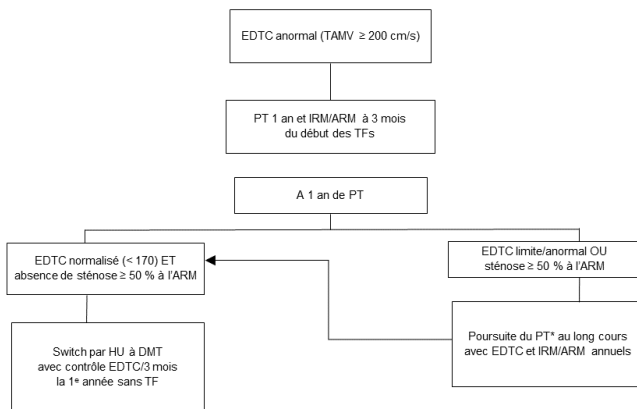 EDTC anormal (TAMV ≥ 200 cm/s)
PT 1 an et IRM/ARM à 3 mois
du début des TFs
A 1 an de PT
EDTC normalisé (< 170) ET
absence de sténose ≥ 50 % à l'ARM
EDTC limite/anormal OU
sténose ≥ 50 % à l'ARM
Switch par HU à DMT
avec contrôle EDTC/3 mois
la 1ᵉ année sans TF
Poursuite du PT* au long cours
avec EDTC et IRM/ARM annuels